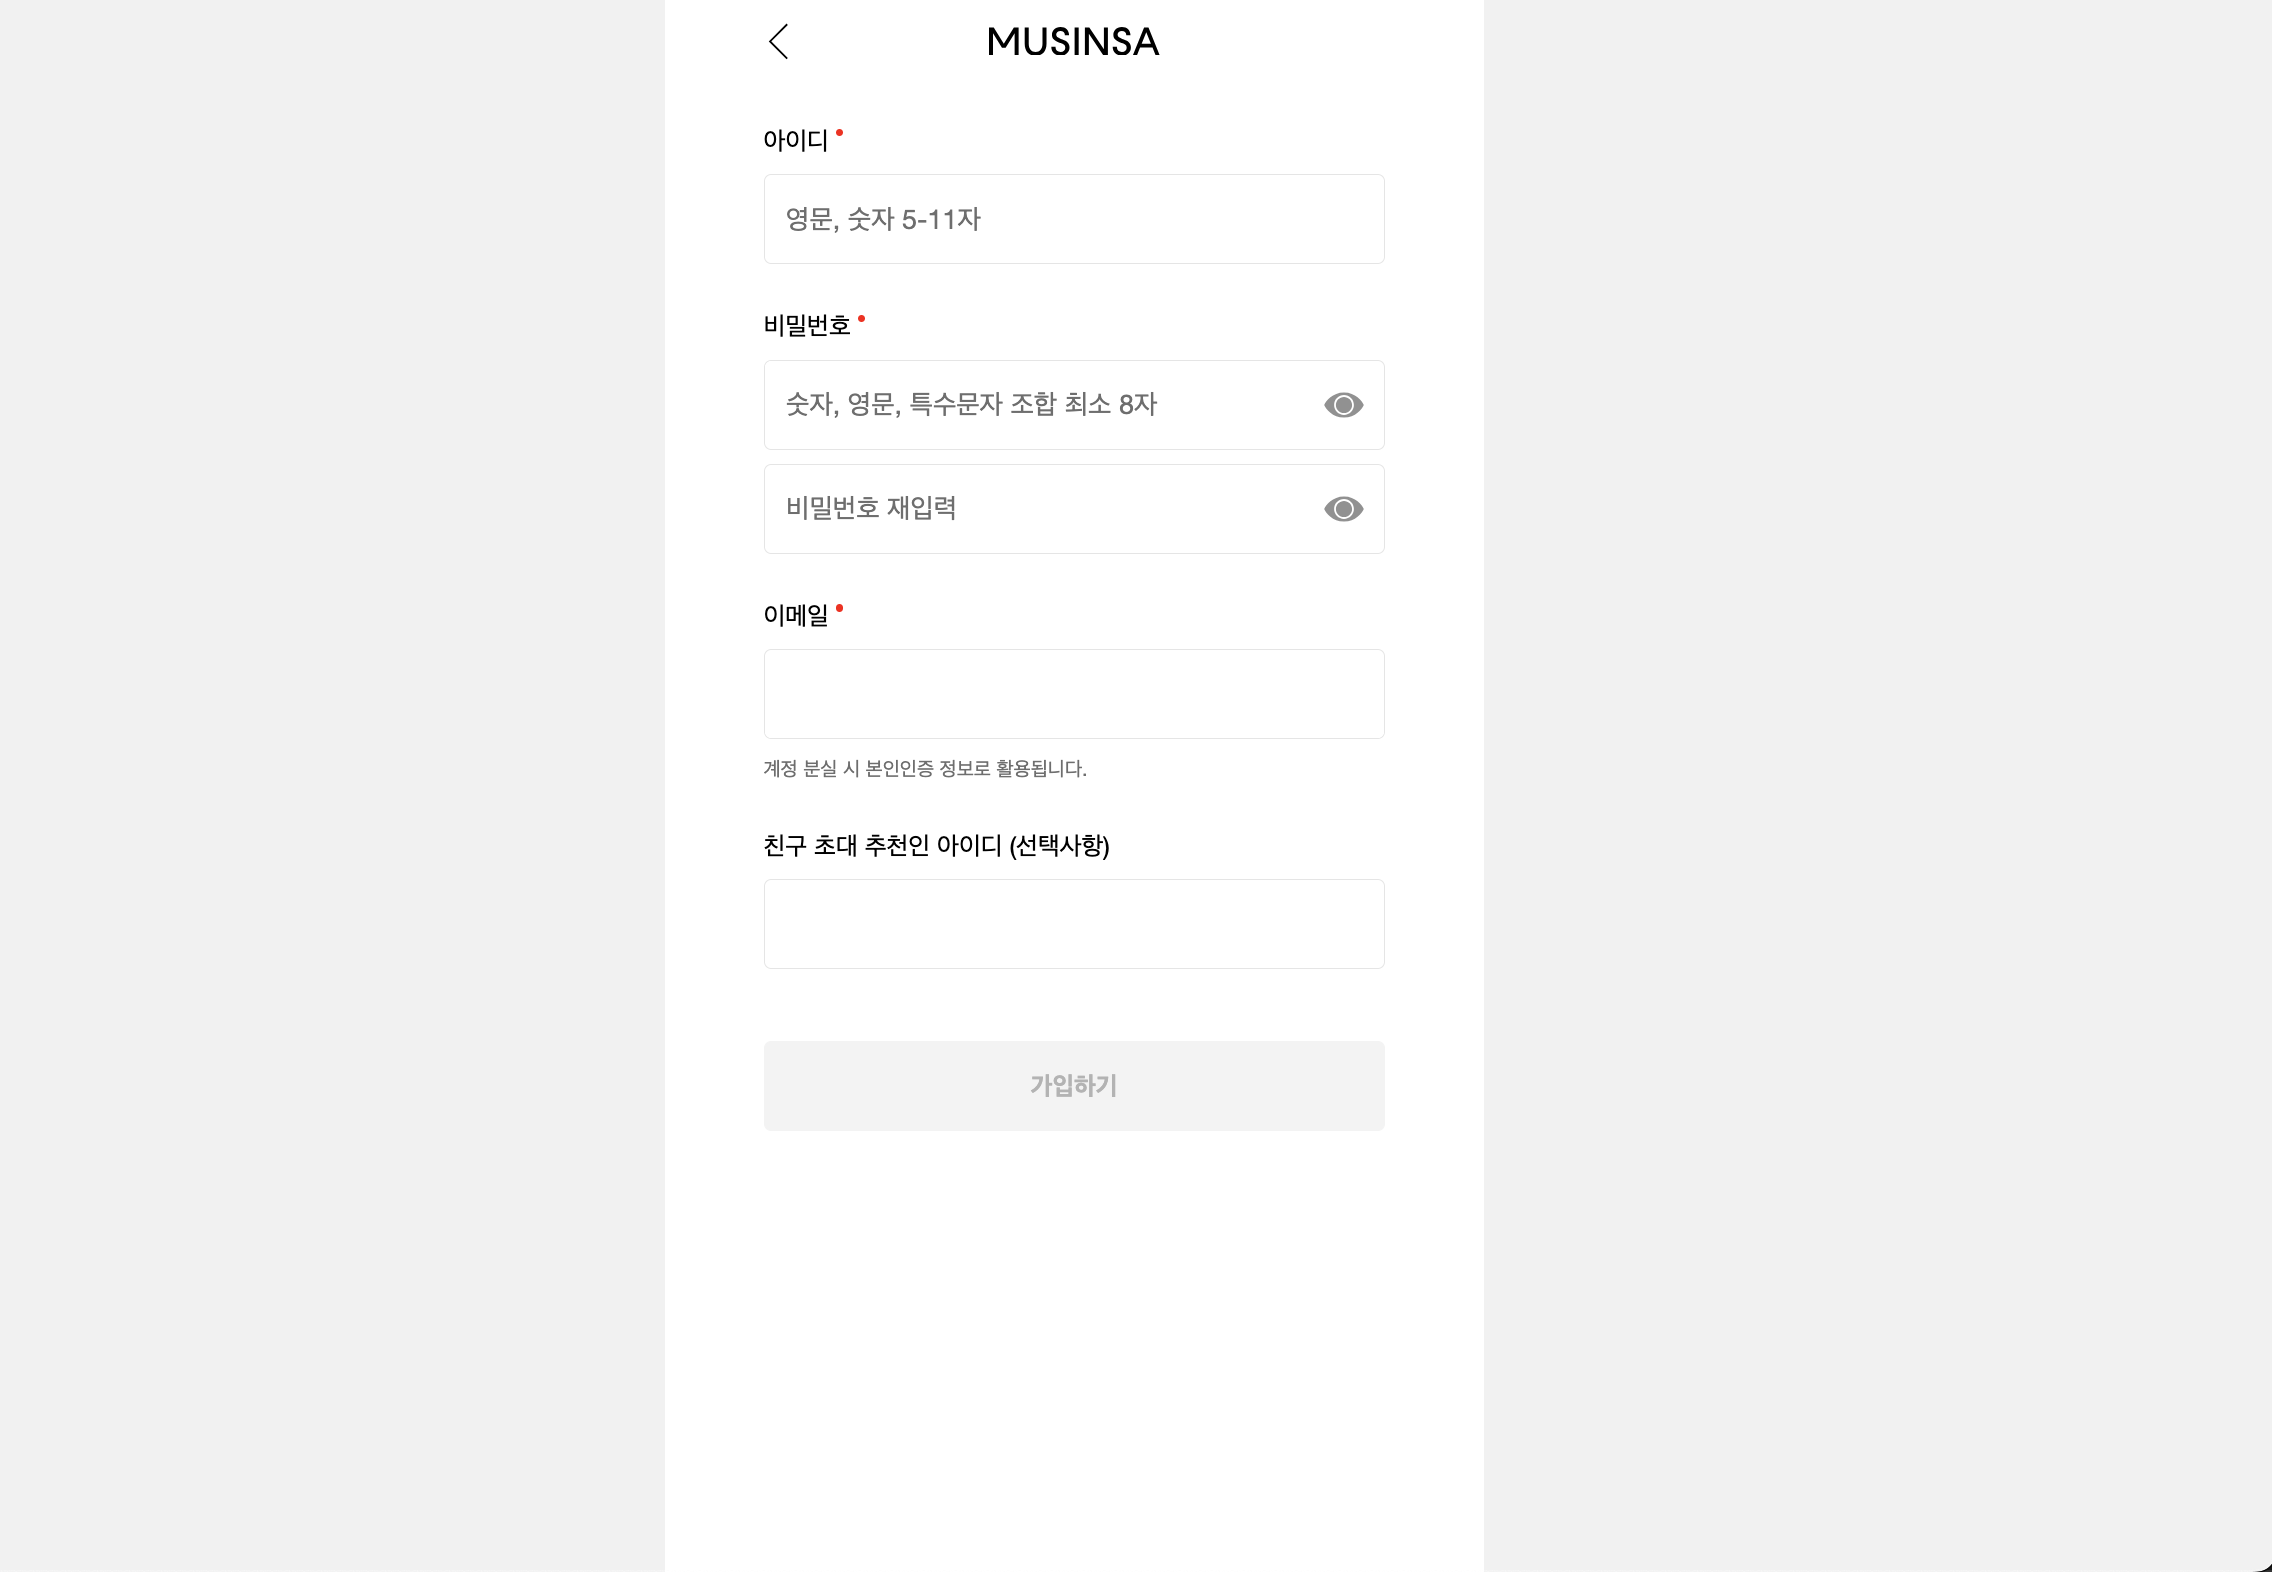 MUSINSA
아이디
영문, 숫자 5-11자
비밀번호
숫자, 영문, 특수문자 조합 최소 8자
비밀번호 재입력
이메일
계정 분실 시 본인인증 정보로 활용됩니다.
친구 초대 추천인 아이디 (선택사항)
가입하기